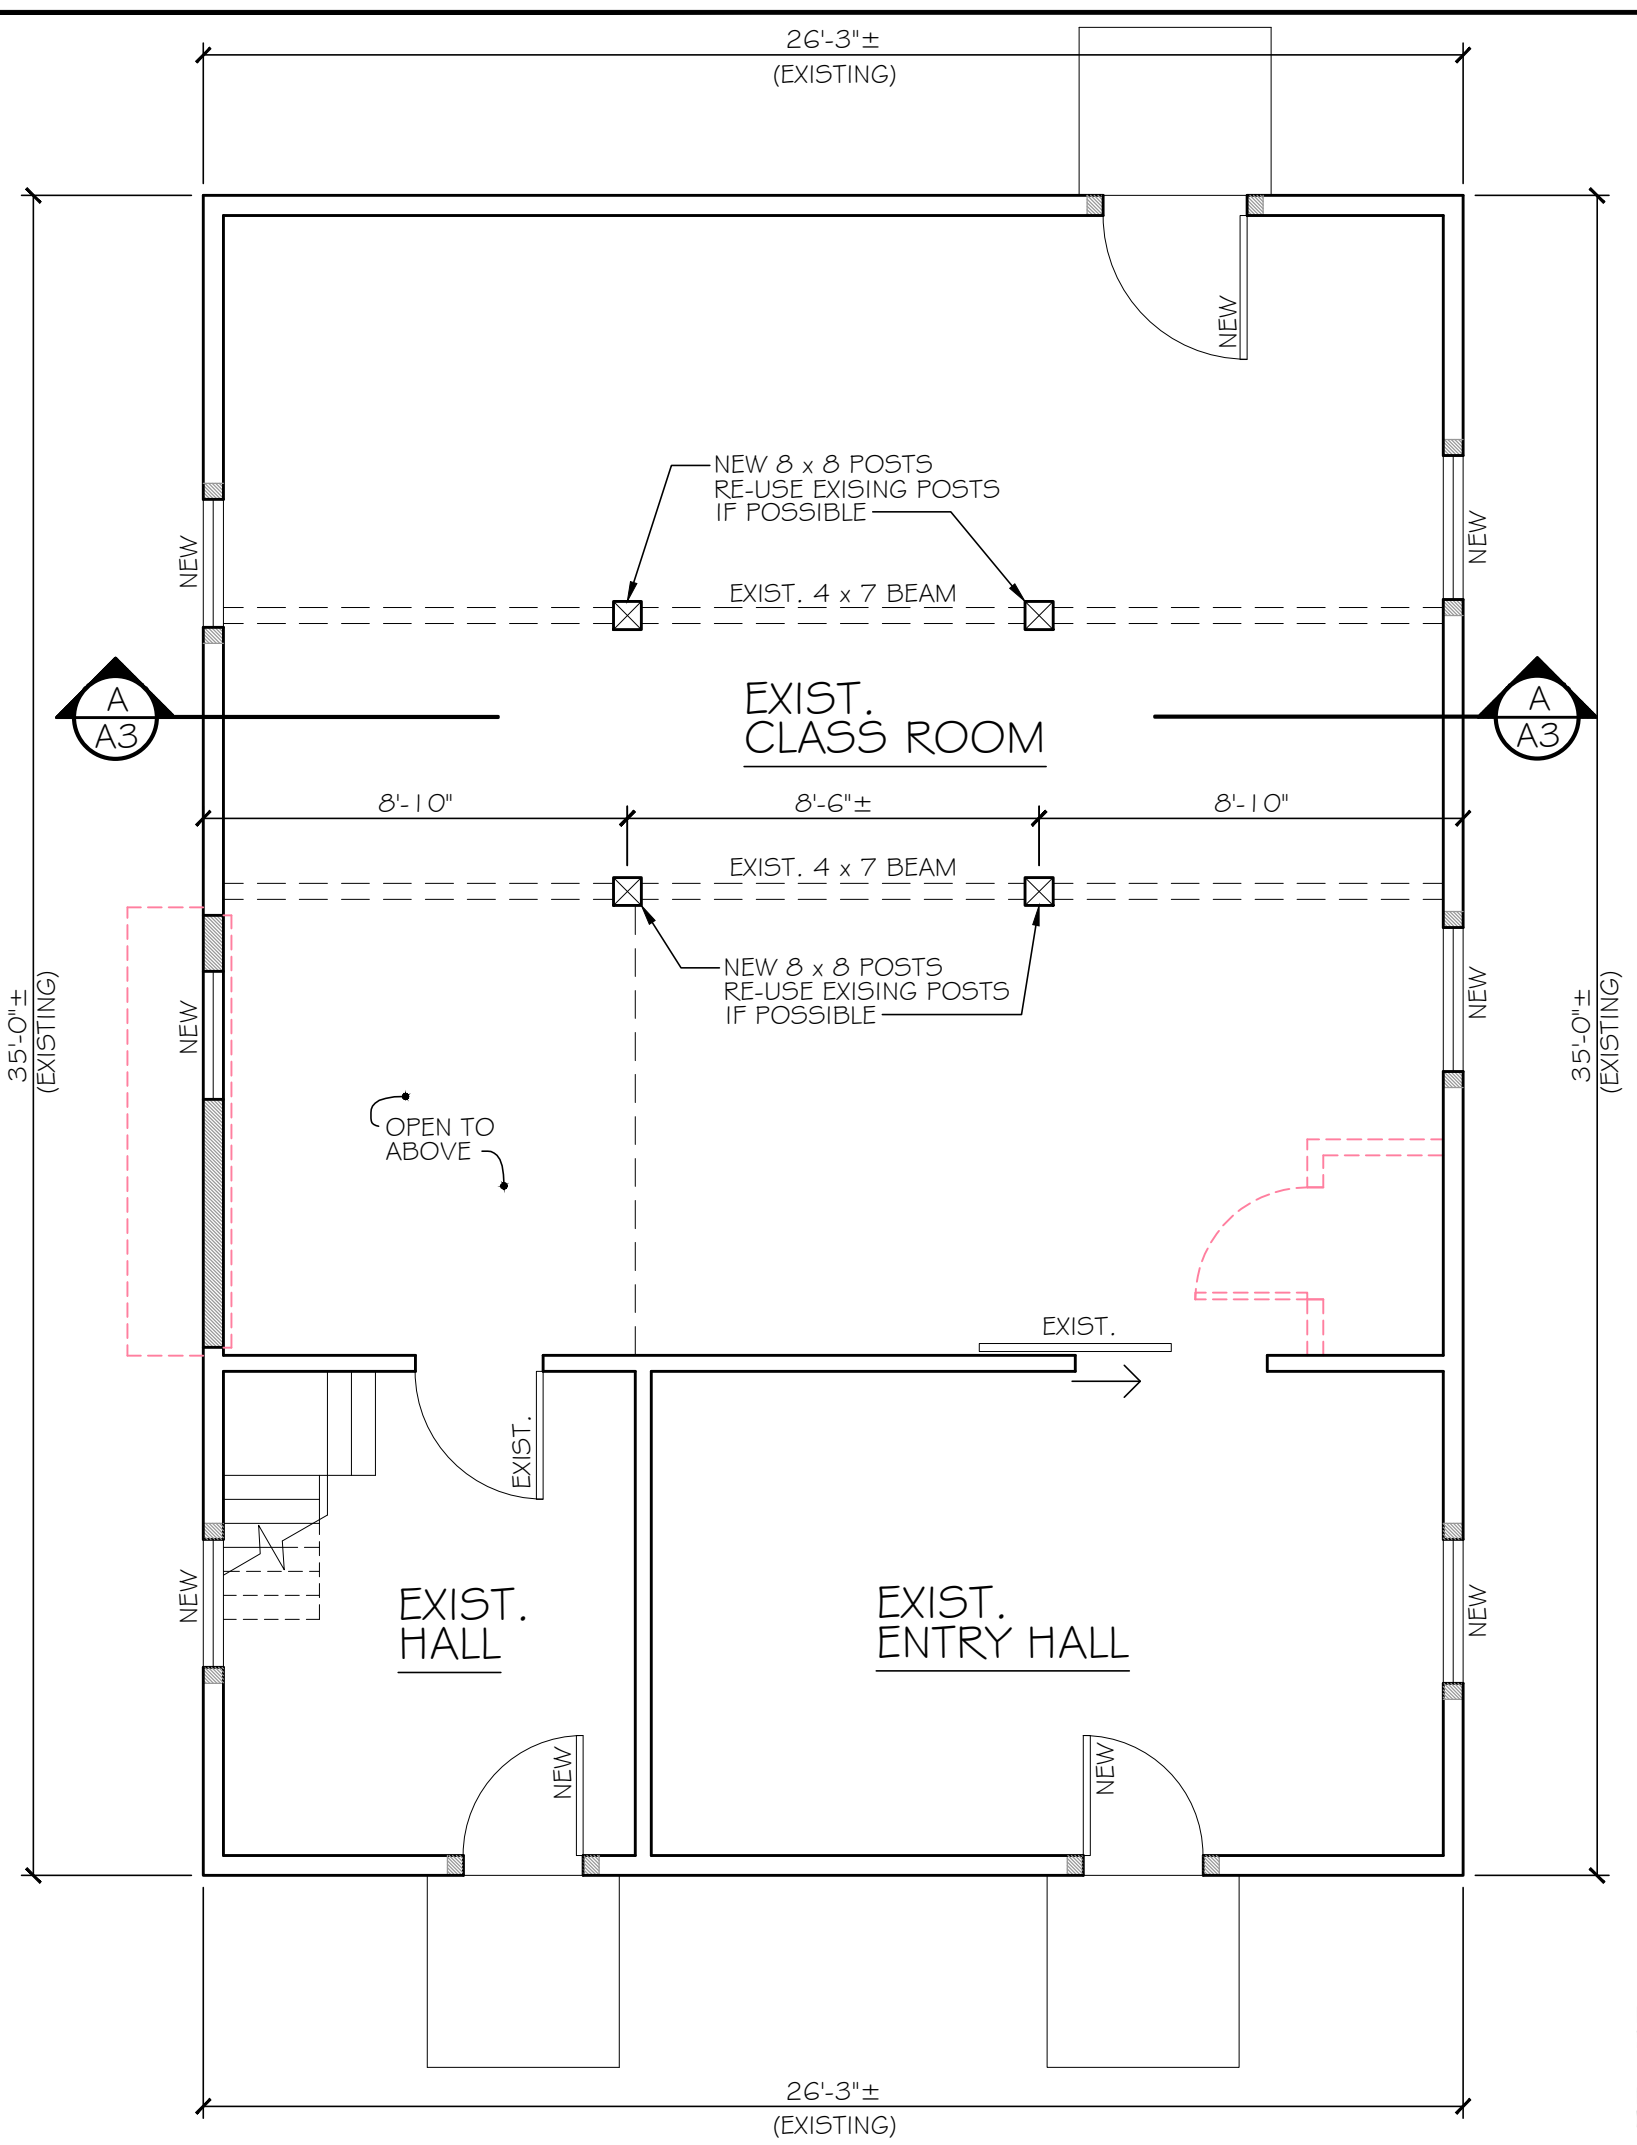 26'-3"±
(EXISTING)
NEW
NEW 8 x 8 POSTS
RE-USE EXISING POSTS
IF POSSIBLE
NEW
NEW
EXIST. 4 x 7 BEAM
A
A3
EXIST.
CLASS ROOM
A
A3
8'-10"
8'-6"±
8'-10"
EXIST. 4 x 7 BEAM
NEW 8 x 8 POSTS
RE-USE EXISING POSTS
IF POSSIBLE
35'-0"±
(EXISTING)
NEW
NEW
35'-0"±
(EXISTING)
OPEN TO
ABOVE
EXIST.
EXIST.
NEW
EXIST.
HALL
EXIST.
ENTRY HALL
NEW
NEW
NEW
26'-3"±
(EXISTING)